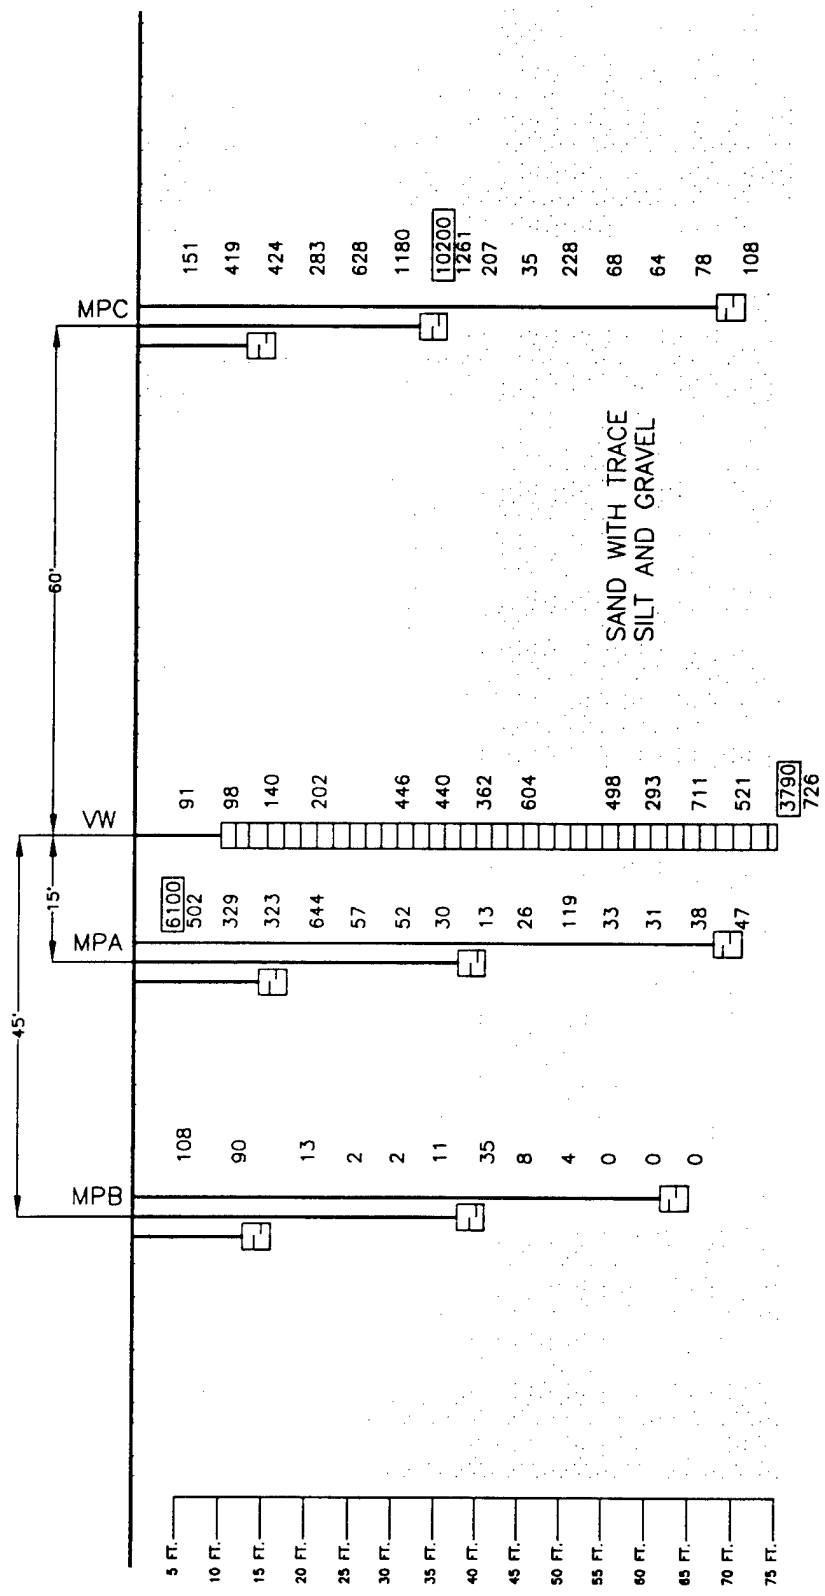 45'
15'
60'
MPB
MPA
VW
MPC
108
90
13
2
2
11
35
8
4
0
0
0
6100
502
329
323
644
57
52
30
13
26
119
33
31
38
47
91
98
140
202
446
440
362
604
498
293
711
521
3790
726
151
419
424
283
628
1180
10200
1261
207
35
228
68
64
78
108
SAND WITH TRACE
SILT AND GRAVEL
5 FT.
10 FT.
15 FT.
20 FT.
25 FT.
30 FT.
35 FT.
40 FT.
45 FT.
50 FT.
55 FT.
60 FT.
65 FT.
70 FT.
75 FT.